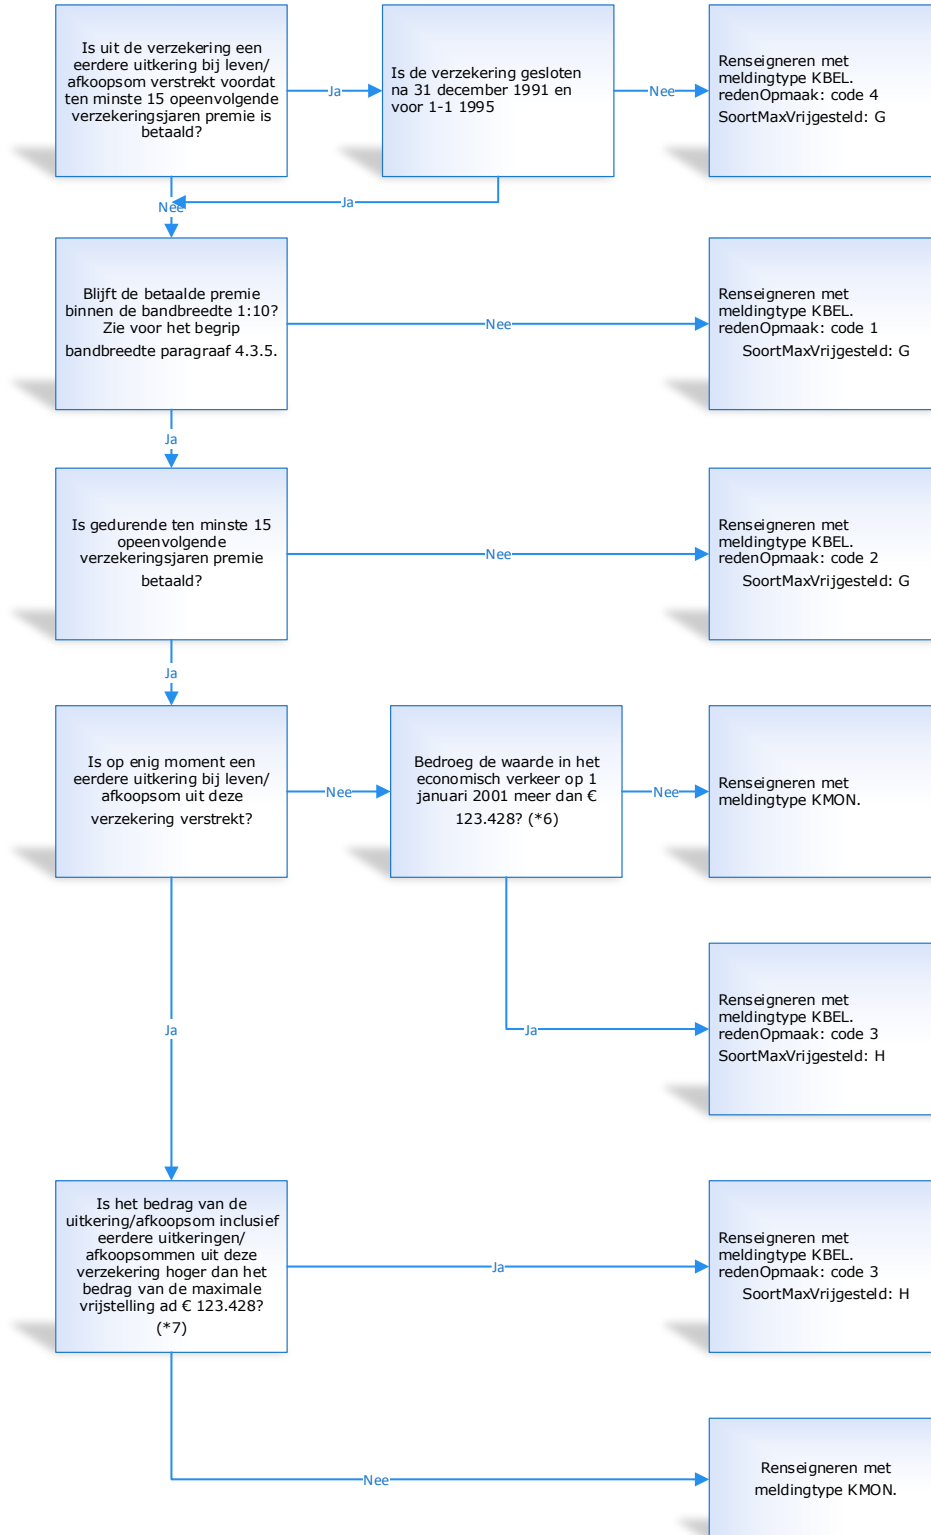 Is uit de verzekering een
eerdere uitkering bij leven/
afkoopsom verstrekt voordat
ten minste 15 opeenvolgende
verzekeringsjaren premie is
betaald?
Ja
Is de verzekering gesloten
na 31 december 1991 en
voor 1-1 1995
Nee
Renseigneren met
meldingtype KBEL.
redenOpmaak: code 4
SoortMaxVrijgesteld: G
Ja
Nee
Blijft de betaalde premie
binnen de bandbreedte 1:10?
Zie voor het begrip
bandbreedte paragraaf 4.3.5.
Nee
Renseigneren met
meldingtype KBEL.
redenOpmaak: code 1
SoortMaxVrijgesteld: G
Ja
Is gedurende ten minste 15
opeenvolgende
verzekeringsjaren premie
betaald?
Nee
Renseigneren met
meldingtype KBEL.
redenOpmaak: code 2
SoortMaxVrijgesteld: G
Ja
Is op enig moment een
eerdere uitkering bij leven/
afkoopsom uit deze
verzekering verstrekt?
Nee
Bedroeg de waarde in het
economisch verkeer op 1
januari 2001 meer dan €
123.428? (*6)
Nee
Renseigneren met
meldingtype KMON.
Ja
Ja
Renseigneren met
meldingtype KBEL.
redenOpmaak: code 3
SoortMaxVrijgesteld: H
Is het bedrag van de
uitkering/afkoopsom inclusief
eerdere uitkeringen/
afkoopsommen uit deze
verzekering hoger dan het
bedrag van de maximale
vrijstelling ad € 123.428?
(*7)
Ja
Renseigneren met
meldingtype KBEL.
redenOpmaak: code 3
SoortMaxVrijgesteld: H
Nee
Renseigneren met
meldingtype KMON.